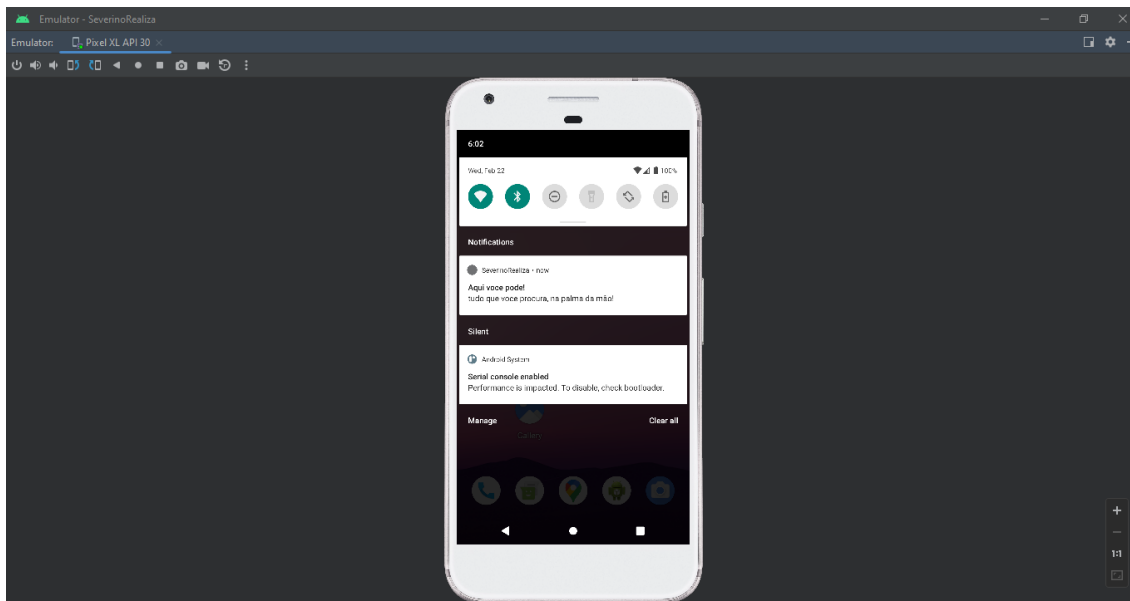 Emulator - SeverinoRealiza
Emulator: Pixel XL API 30
6:02
Wed, Feb 22
100%
Notifications
SeverinoRealiza • now
Aqui voce pode!
tudo que voce procura, na palma da mão!
Silent
Android System
Serial console enabled
Performance is impacted. To disable, check bootloader.
Gallery
Manage Clear all
1:1